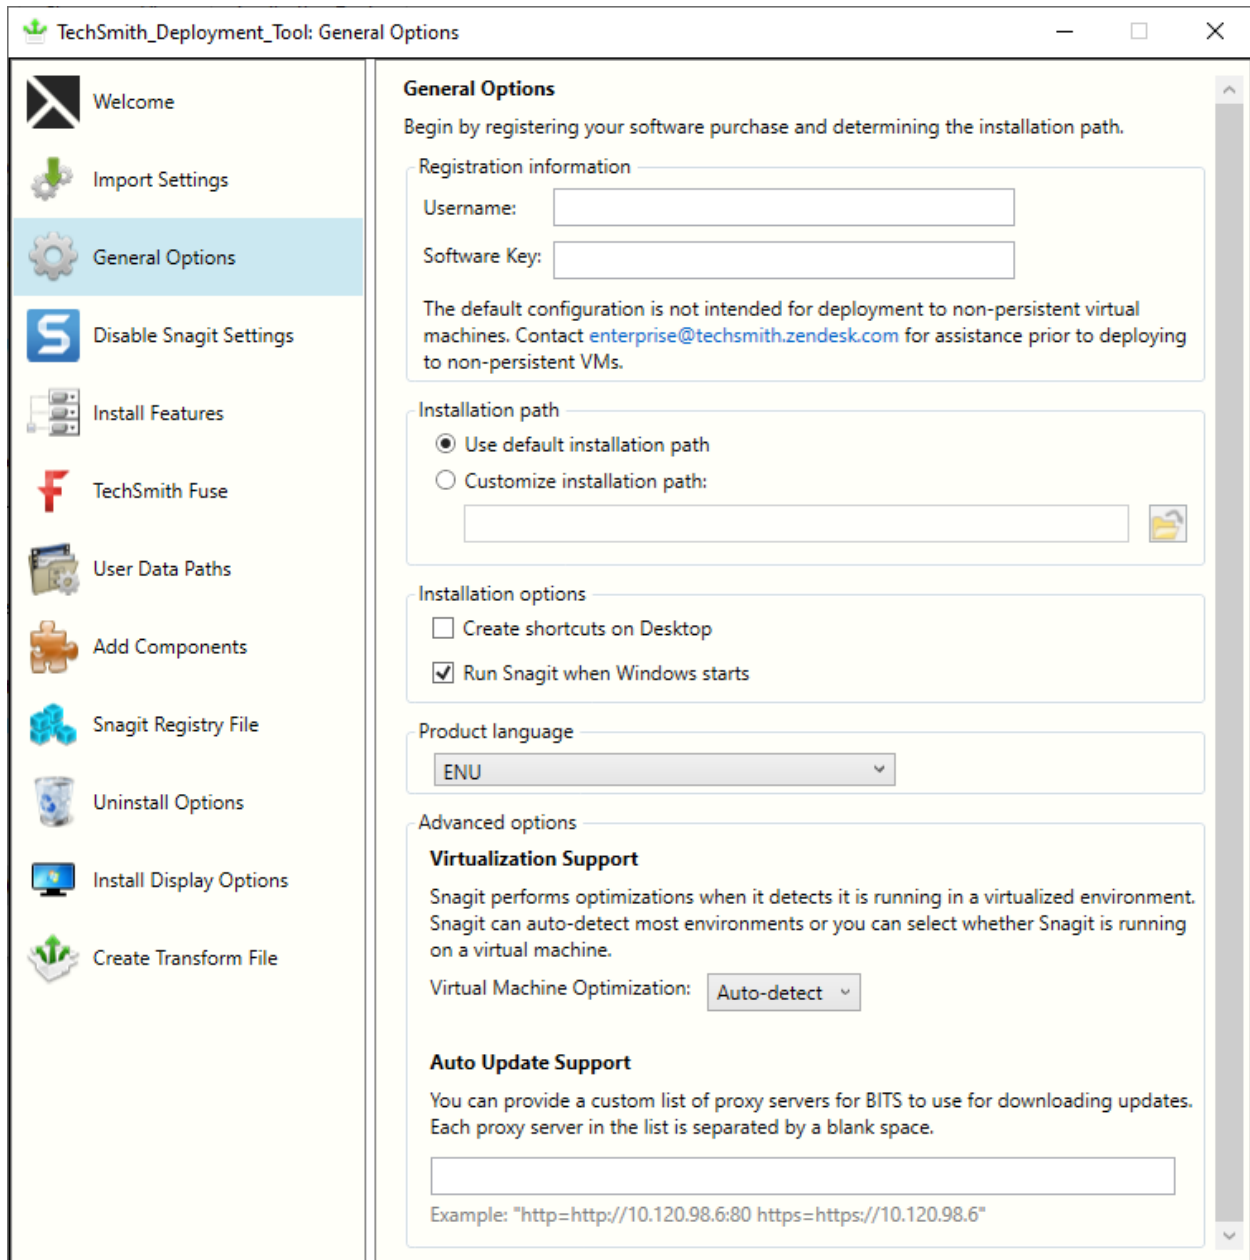 TechSmith_Deployment_Tool: General Options
Welcome
Import Settings
General Options
Disable Snagit Settings
Install Features
TechSmith Fuse
User Data Paths
Add Components
Snagit Registry File
Uninstall Options
Install Display Options
Create Transform File
General Options
Begin by registering your software purchase and determining the installation path.
Registration information
Username:
Software Key:
The default configuration is not intended for deployment to non-persistent virtual
machines. Contact enterprise@techsmith.zendesk.com for assistance prior to deploying
to non-persistent VMs.
Installation path
Use default installation path
Customize installation path:
Installation options
Create shortcuts on Desktop
Run Snagit when Windows starts
Product language
ENU
Advanced options
Virtualization Support
Snagit performs optimizations when it detects it is running in a virtualized environment.
Snagit can auto-detect most environments or you can select whether Snagit is running
on a virtual machine.
Virtual Machine Optimization: Auto-detect
Auto Update Support
You can provide a custom list of proxy servers for BITS to use for downloading updates.
Each proxy server in the list is separated by a blank space.
Example: "http=http://10.120.98.6:80 https=https://10.120.98.6"